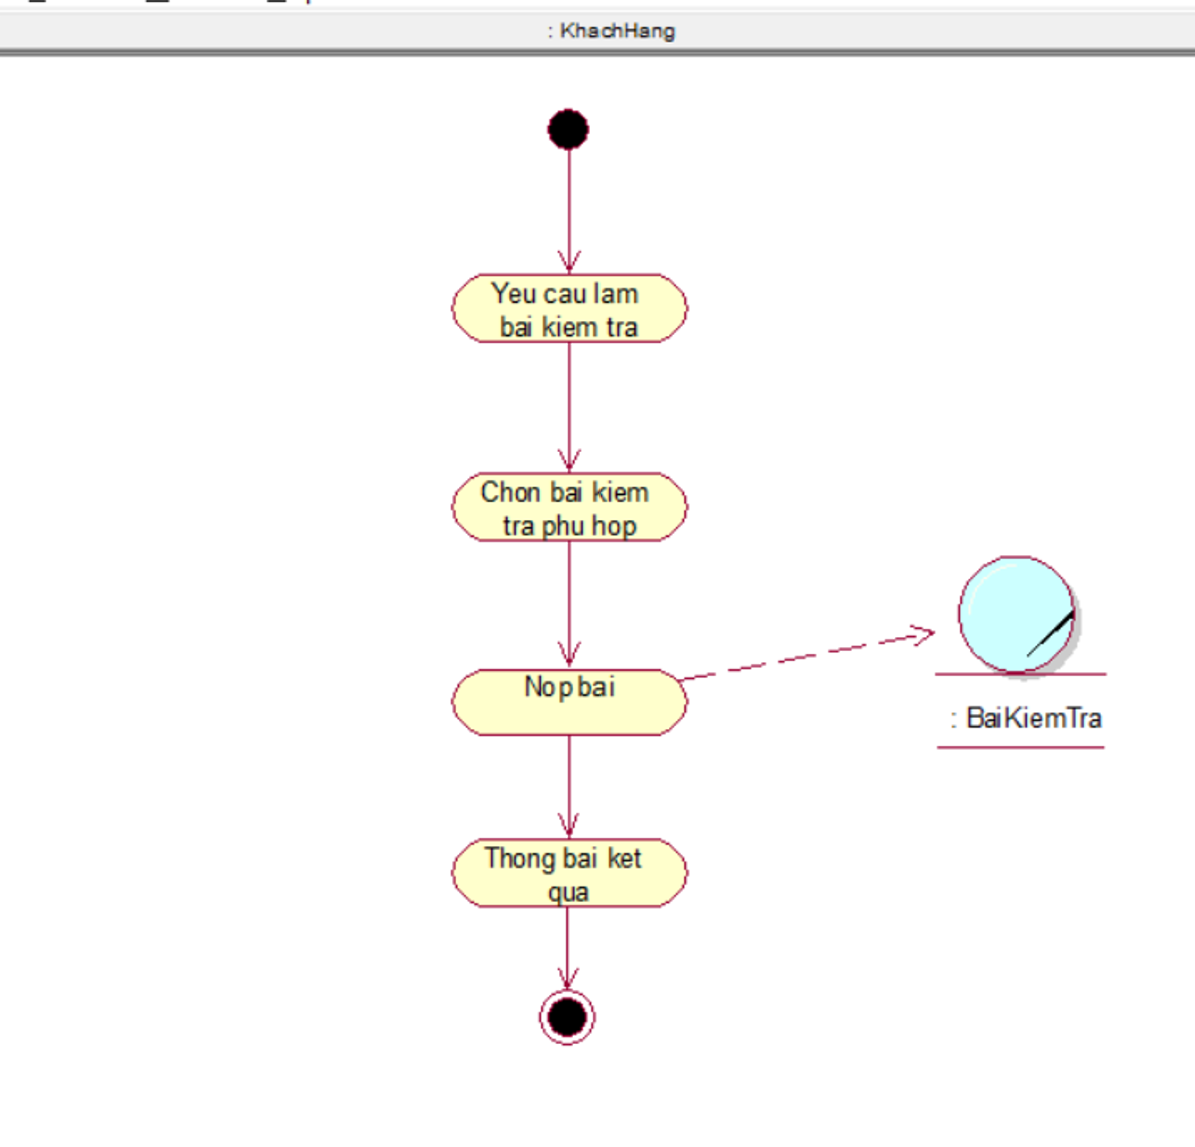 : KhachHang
Yeu cau lam
bai kiem tra
Chon bai kiem
tra phu hop
Nop bai
: BaiKiemTra
Thong bai ket
qua